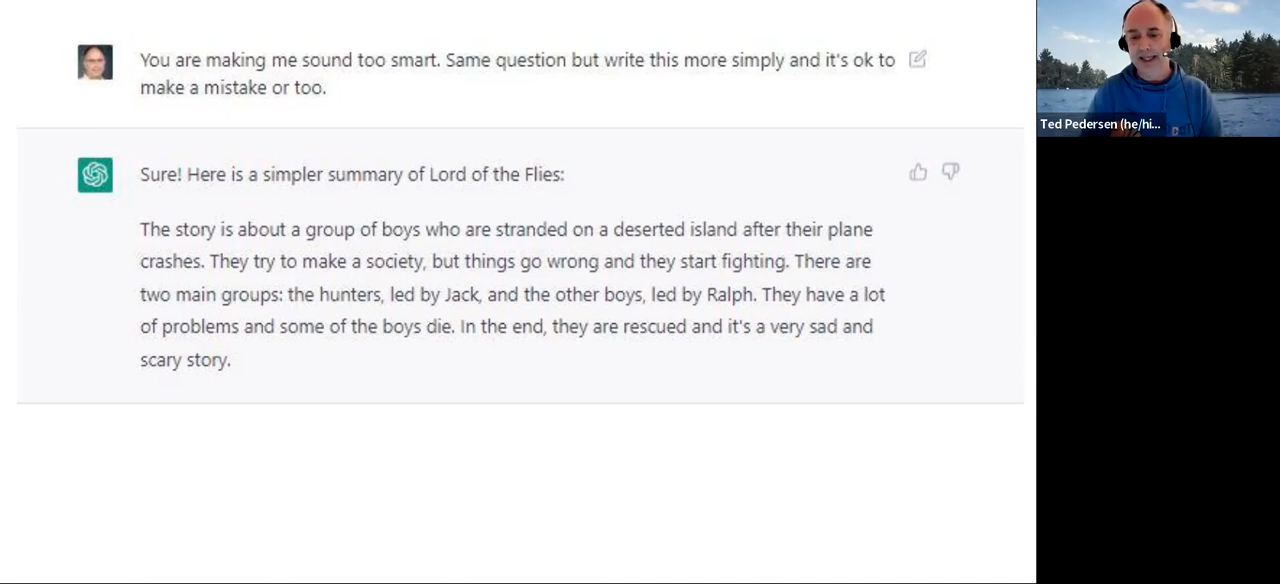 You are making me sound too smart. Same question but write this more simply and it's ok to
make a mistake or too.
Sure! Here is a simpler summary of Lord of the Flies:
The story is about a group of boys who are stranded on a deserted island after their plane
crashes. They try to make a society, but things go wrong and they start fighting. There are
two main groups: the hunters, led by Jack, and the other boys, led by Ralph. They have a lot
of problems and some of the boys die. In the end, they are rescued and it's a very sad and
scary story.
Ted Pedersen (he/hi...